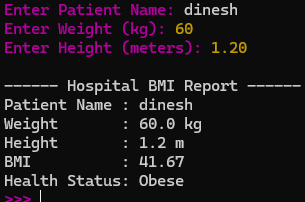 Enter Patient Name: dinesh
Enter Weight (kg): 60
Enter Height (meters): 1.20
------ Hospital BMI Report ------
Patient Name : dinesh
Weight       : 60.0 kg
Height       : 1.2 m
BMI          : 41.67
Health Status: Obese
>>>